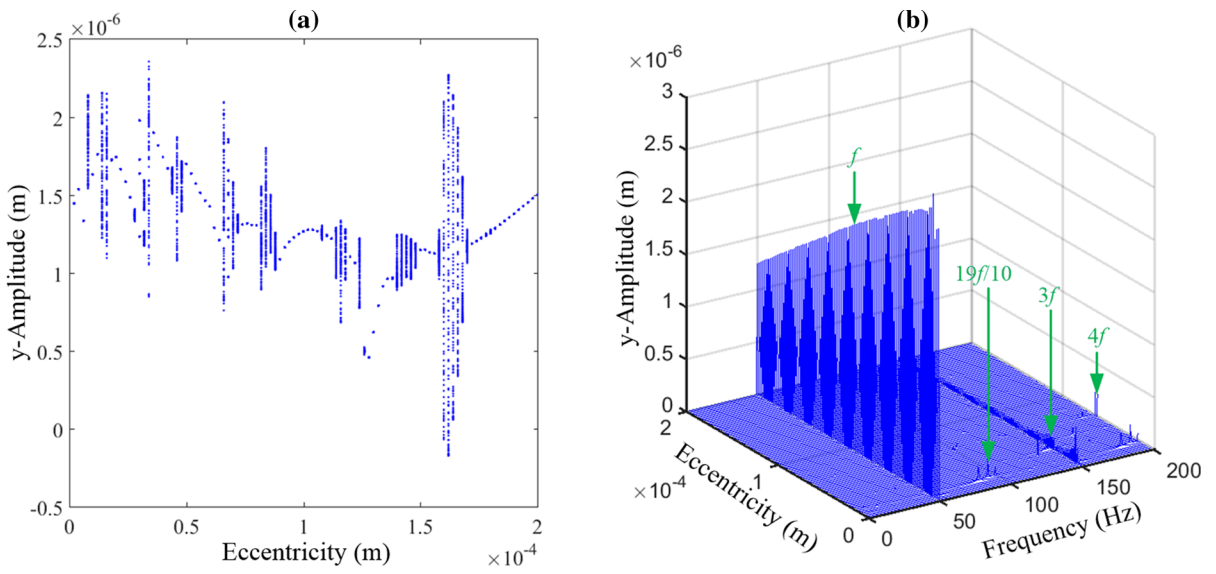 (a)
×10⁻⁶
2.5
2
1.5
1
0.5
0
-0.5
y-Amplitude (m)
0
0.5
1
1.5
2
Eccentricity (m)
×10⁻⁴
(b)
×10⁻⁶
3
2.5
2
1.5
1
0.5
0
y-Amplitude (m)
f
19f/10
3f
4f
2
1
0
Eccentricity (m)
×10⁻⁴
0
50
100
150
200
Frequency (Hz)